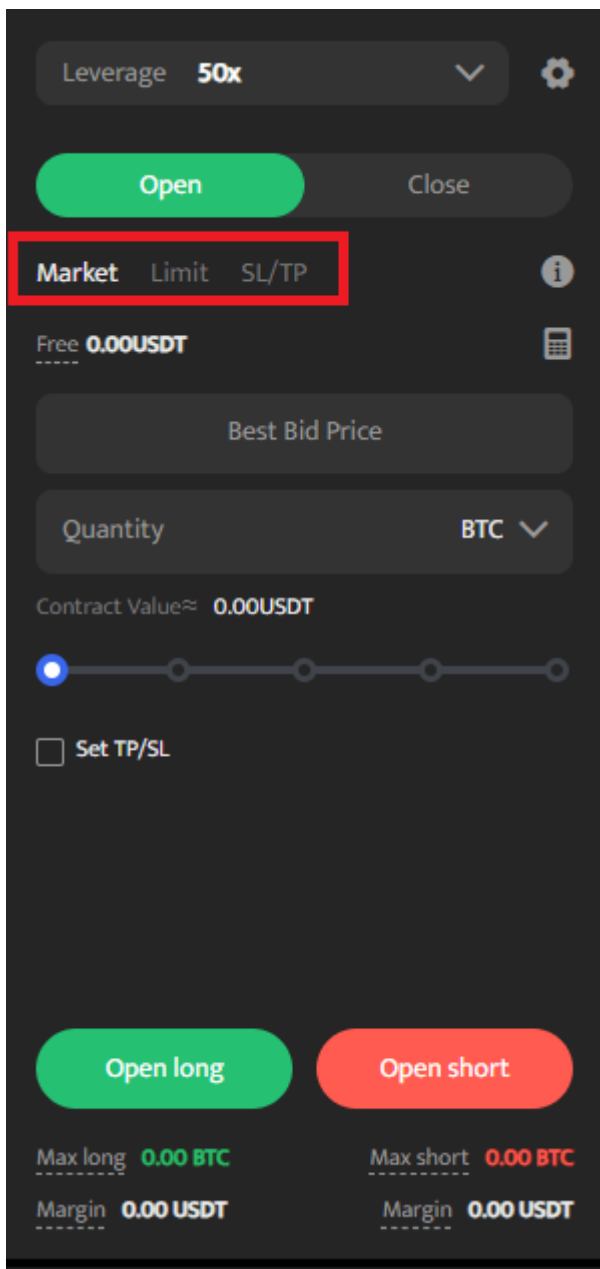 Leverage 50x
Open Close
Market Limit SL/TP
Free 0.00USDT
Best Bid Price
Quantity BTC
Contract Value≈ 0.00USDT
Set TP/SL
Open long Open short
Max long 0.00 BTC Max short 0.00 BTC
Margin 0.00 USDT Margin 0.00 USDT